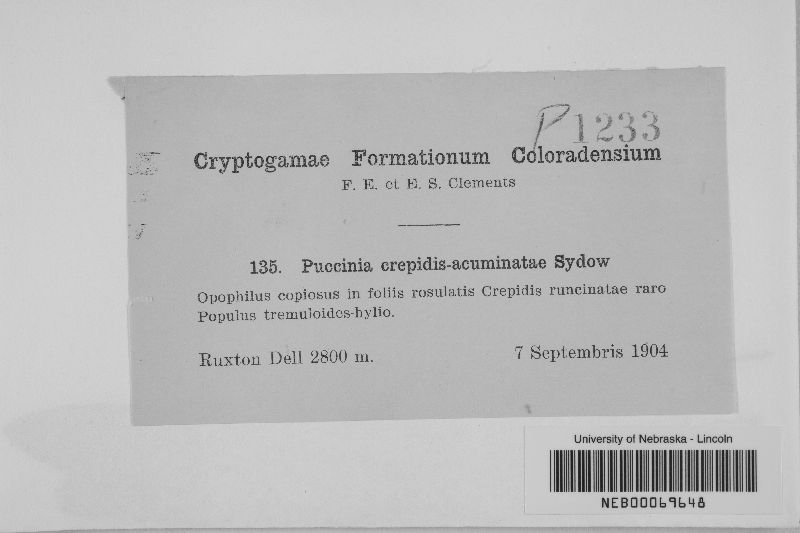 P 1233
Cryptogamae Formationum Coloradensium
F. E. et E. S. Clements
135. Puccinia crepidis-acuminatae Sydow
Opophilus copiosus in foliis rosulatis Crepidis runcinatae raro
Populus tremuloides-hylio.
Ruxton Dell 2800 m. 7 Septembris 1904
University of Nebraska - Lincoln
NEB00069648